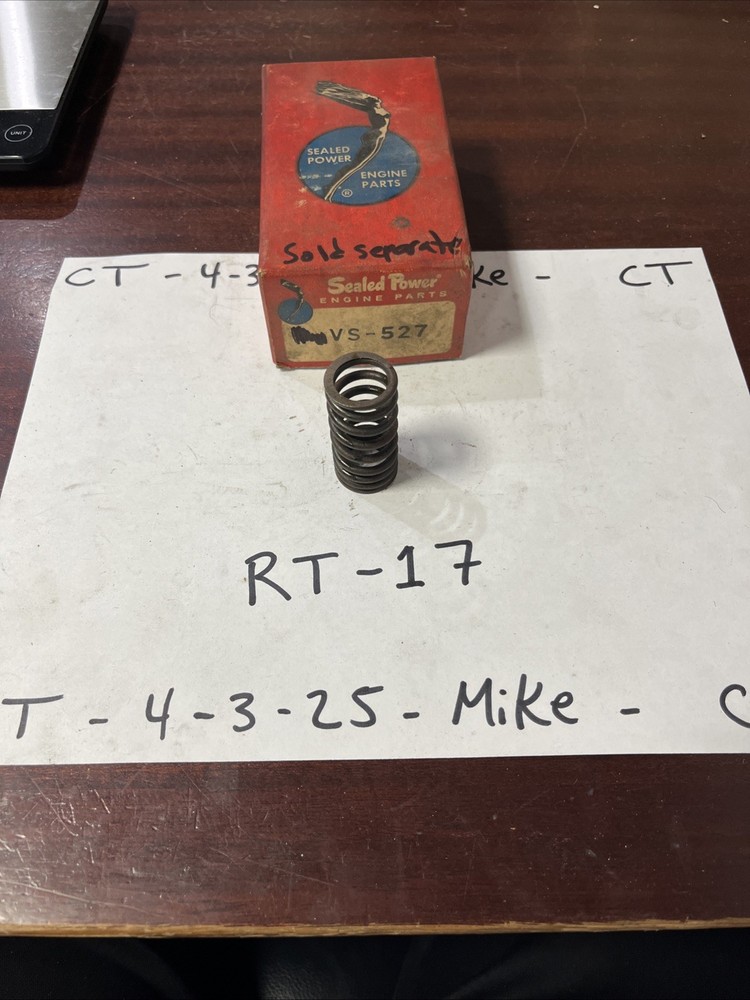 UNIT
SEALED
POWER
ENGINE
PARTS
®
Sold separate
CT - 4-3
ke - CT
Sealed Power
ENGINE PARTS
VS-527
RT-17
T - 4-3-25- Mike - C